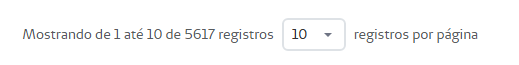 Mostrando de 1 até 10 de 5617 registros 10 registros por página